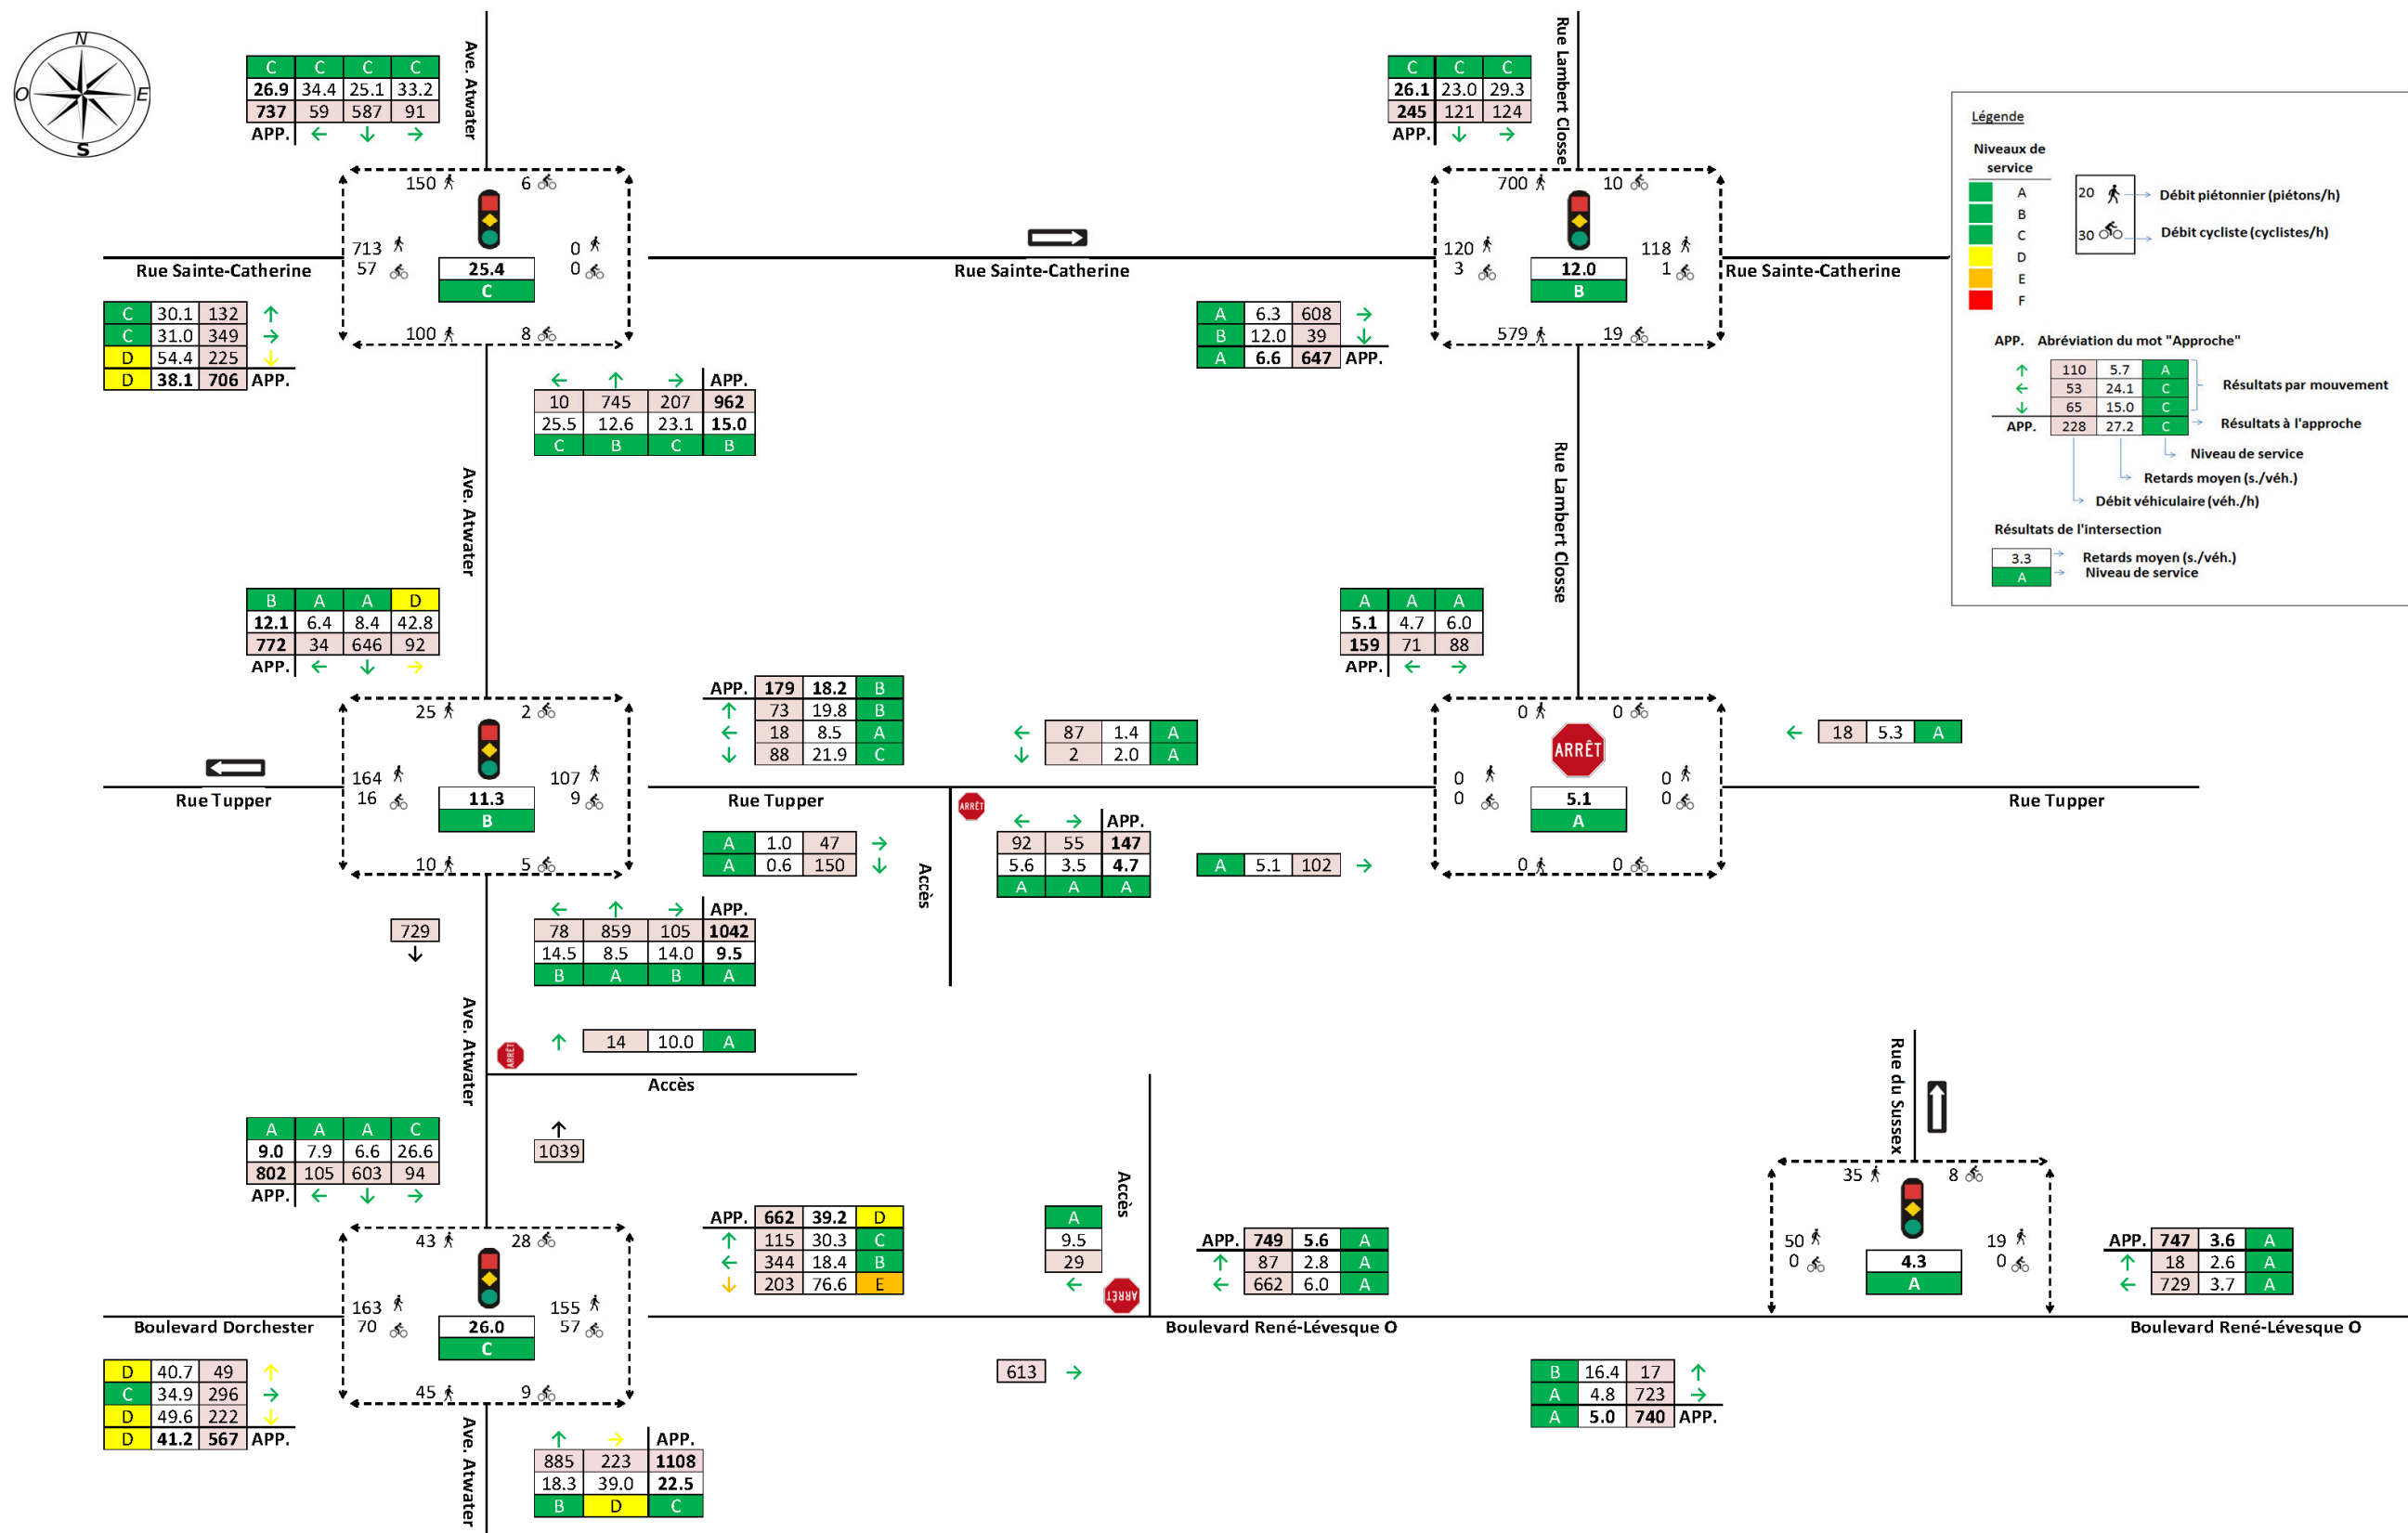 N
O
E
S
C C C C
26.9 34.4 25.1 33.2
737 59 587 91
APP. ← ↓ →
Ave. Atwater
150 6
713 0
57 0
25.4
C
100 8
Rue Sainte-Catherine
C 30.1 132 ↑
C 31.0 349 →
D 54.4 225 ↓
D 38.1 706 APP.
← ↑ → APP.
10 745 207 962
25.5 12.6 23.1 15.0
C B C B
Rue Sainte-Catherine
C C C
26.1 23.0 29.3
245 121 124
APP. ↓ →
Rue Lambert Closse
700 10
120 118
3 1
12.0
B
579 19
Rue Sainte-Catherine
A 6.3 608 →
B 12.0 39 ↓
A 6.6 647 APP.
Légende
Niveaux de
service
A
B
C
D
E
F
20 → Débit piétonnier (piétons/h)
30 → Débit cycliste (cyclistes/h)
APP. Abréviation du mot "Approche"
↑ 110 5.7 A
← 53 24.1 C
↓ 65 15.0 C
Résultats par mouvement
APP. 228 27.2 C → Résultats à l'approche
Niveau de service
Retards moyen (s./véh.)
Débit véhiculaire (véh./h)
Résultats de l'intersection
3.3 → Retards moyen (s./véh.)
A → Niveau de service
Ave. Atwater
Rue Lambert Closse
B A A D
12.1 6.4 8.4 42.8
772 34 646 92
APP. ← ↓ →
25 2
164 107
16 9
11.3
B
10 5
Rue Tupper
APP. 179 18.2 B
↑ 73 19.8 B
← 18 8.5 A
↓ 88 21.9 C
Rue Tupper
← 87 1.4 A
↓ 2 2.0 A
ARRÊT
Accès
A 1.0 47 →
A 0.6 150 ↓
← → APP.
92 55 147
5.6 3.5 4.7
A A A
A A A
5.1 4.7 6.0
159 71 88
APP. ← →
0 0
ARRÊT
0 0
0 0
5.1
A
0 0
← 18 5.3 A
Rue Tupper
A 5.1 102 →
729
↓
← ↑ → APP.
78 859 105 1042
14.5 8.5 14.0 9.5
B A B A
Ave. Atwater
ARRÊT
↑ 14 10.0 A
Accès
↑
1039
A A A C
9.0 7.9 6.6 26.6
802 105 603 94
APP. ← ↓ →
43 28
163 155
70 57
26.0
C
45 9
Boulevard Dorchester
D 40.7 49 ↑
C 34.9 296 →
D 49.6 222 ↓
D 41.2 567 APP.
↑ → APP.
885 223 1108
18.3 39.0 22.5
B D C
Ave. Atwater
APP. 662 39.2 D
↑ 115 30.3 C
← 344 18.4 B
↓ 203 76.6 E
A
9.5
29
←
ARRÊT
Accès
APP. 749 5.6 A
↑ 87 2.8 A
← 662 6.0 A
Boulevard René-Lévesque O
613 →
Rue du Sussex
35 8
50 19
0 0
4.3
A
APP. 747 3.6 A
↑ 18 2.6 A
← 729 3.7 A
Boulevard René-Lévesque O
B 16.4 17 ↑
A 4.8 723 →
A 5.0 740 APP.